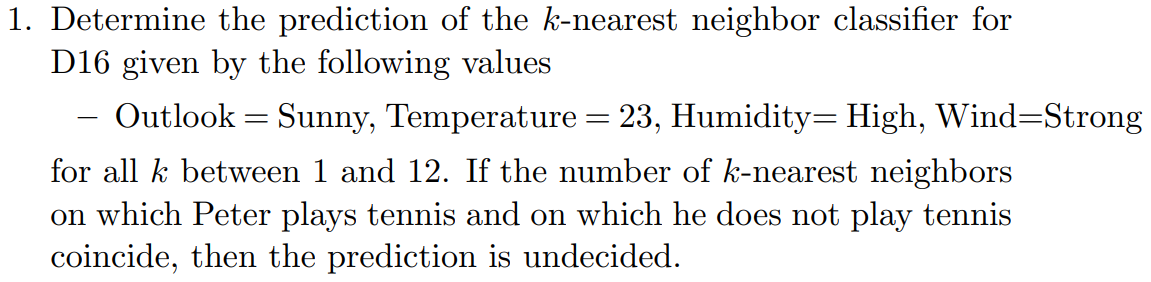 1. Determine the prediction of the k-nearest neighbor classifier for
D16 given by the following values
– Outlook = Sunny, Temperature = 23, Humidity= High, Wind=Strong
for all k between 1 and 12. If the number of k-nearest neighbors
on which Peter plays tennis and on which he does not play tennis
coincide, then the prediction is undecided.